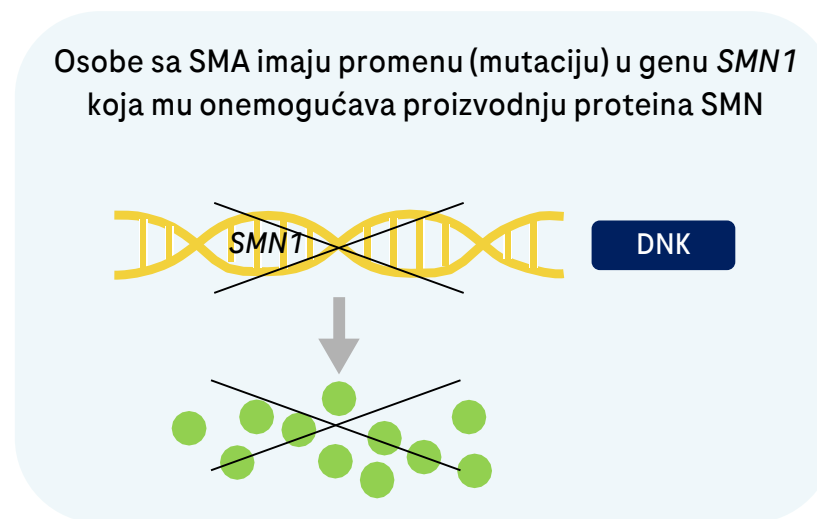 Osobe sa SMA imaju promenu (mutaciju) u genu SMN1
koja mu onemogućava proizvodnju proteina SMN
SMN1
DNK